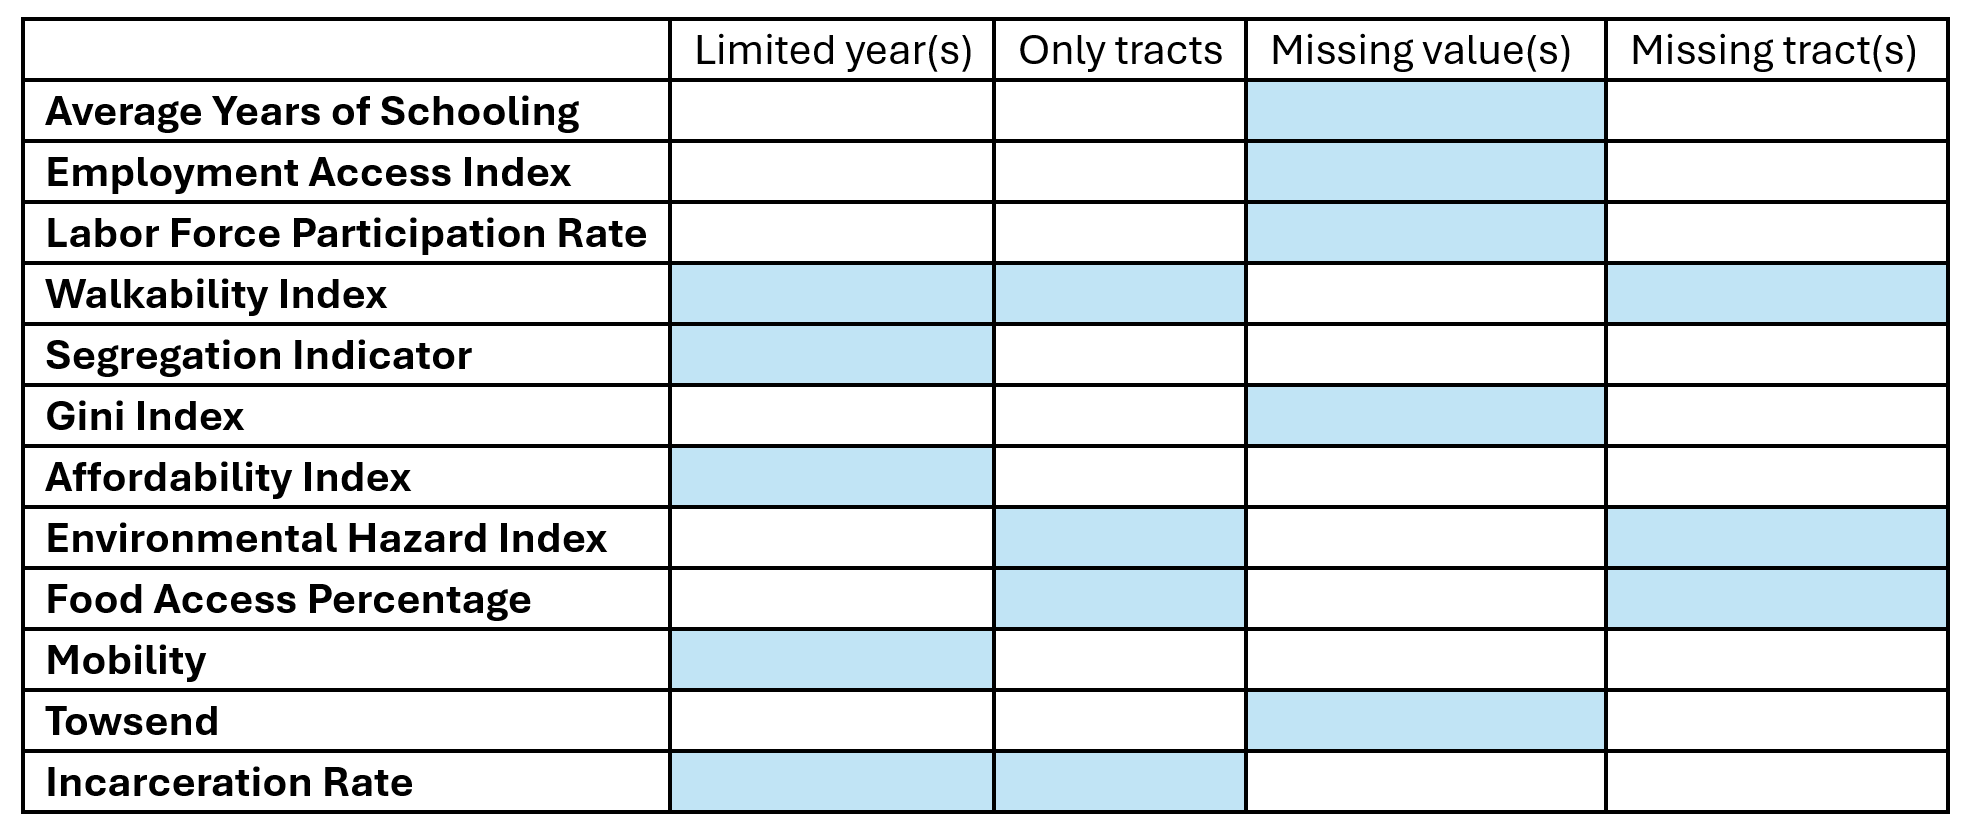 Limited year(s) Only tracts Missing value(s) Missing tract(s)
Average Years of Schooling
Employment Access Index
Labor Force Participation Rate
Walkability Index
Segregation Indicator
Gini Index
Affordability Index
Environmental Hazard Index
Food Access Percentage
Mobility
Towsend
Incarceration Rate